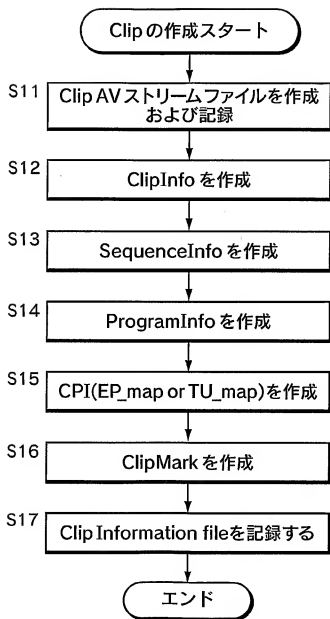 Clipの作成スタート
S11
Clip AVストリームファイルを作成
および記録
S12
ClipInfoを作成
S13
SequenceInfoを作成
S14
ProgramInfoを作成
S15
CPI(EP_map or TU_map)を作成
S16
ClipMarkを作成
S17
Clip Information fileを記録する
エンド